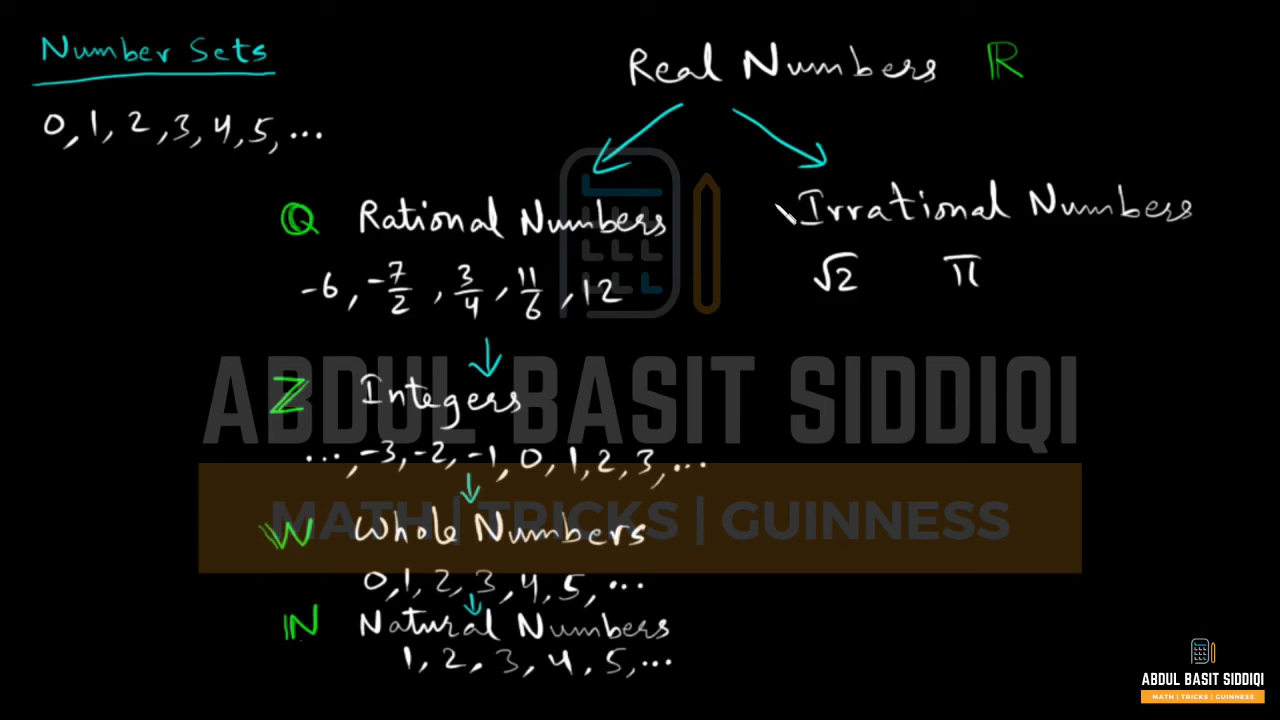 Number Sets
0, 1, 2, 3, 4, 5, ...
Real Numbers ℝ
ℚ Rational Numbers
-6, -7/2, 3/4, 11/6, 12
Irrational Numbers
√2 π
ℤ Integers
..., -3, -2, -1, 0, 1, 2, 3, ...
W Whole Numbers
0, 1, 2, 3, 4, 5, ...
ℕ Natural Numbers
1, 2, 3, 4, 5, ...
ABDUL BASIT SIDDIQI
MATH | TRICKS | GUINNESS
ABDUL BASIT SIDDIQI
MATH | TRICKS | GUINNESS